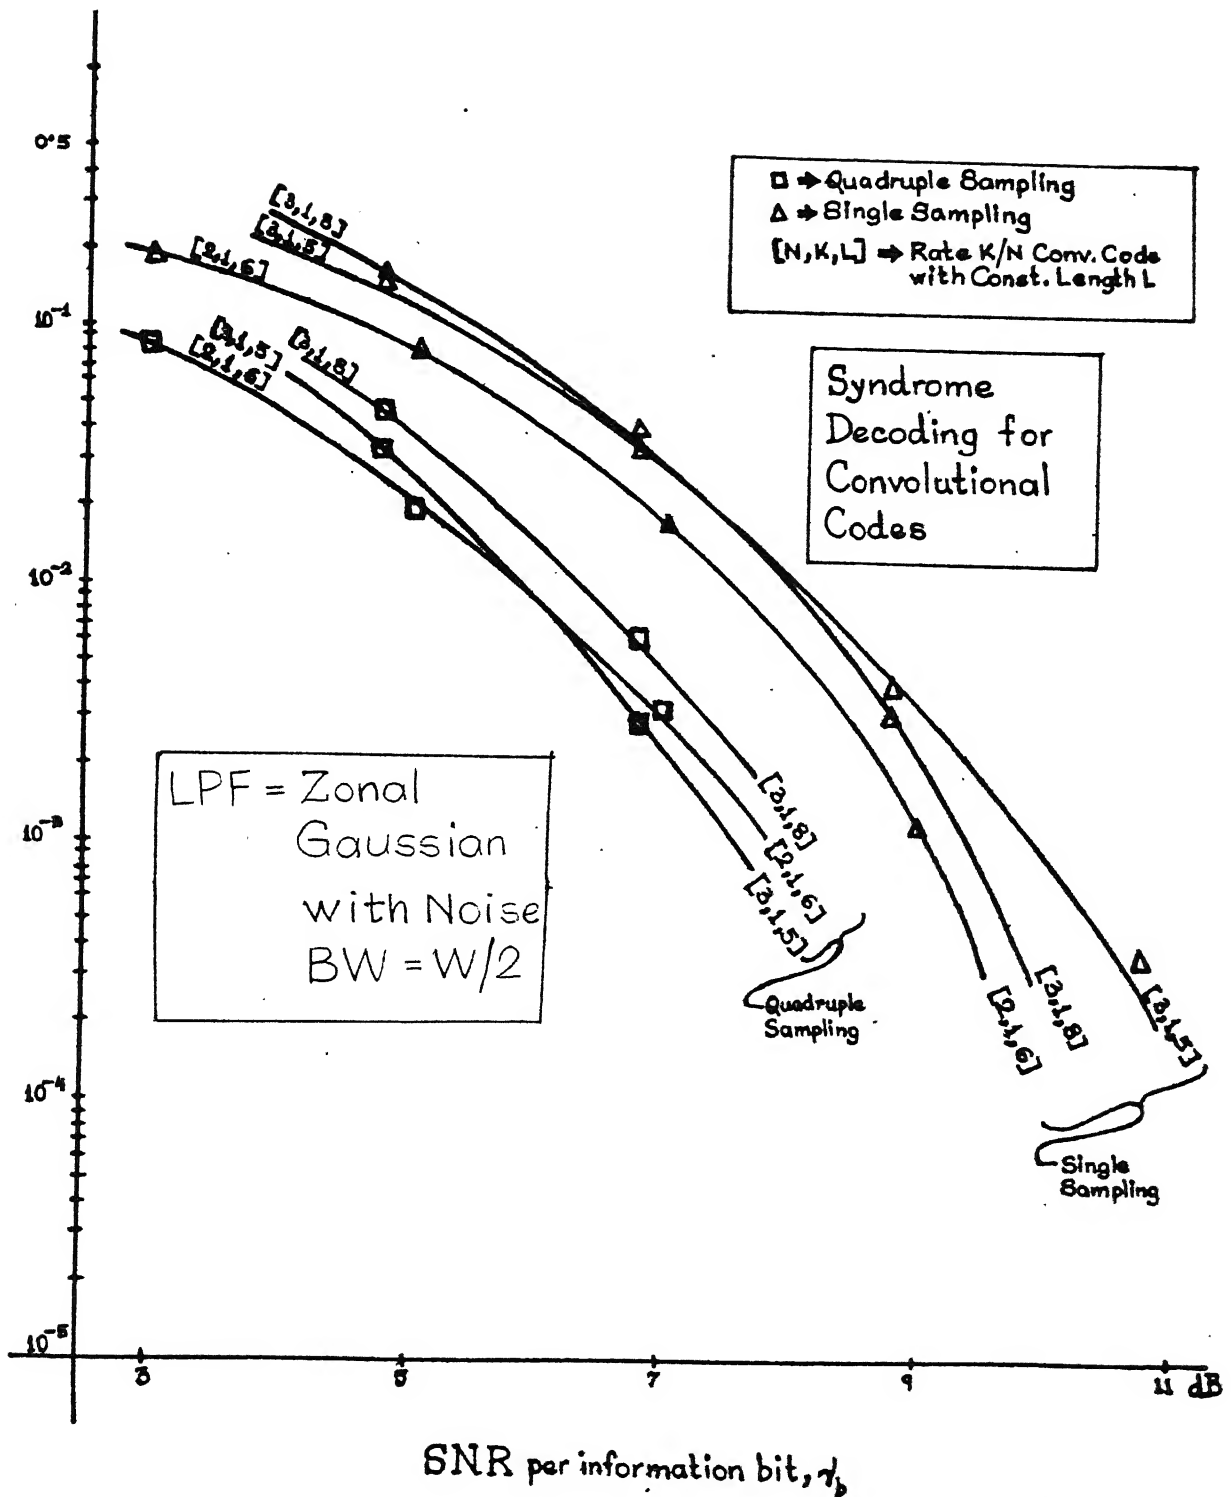 0.5
10⁻¹
10⁻²
10⁻³
10⁻⁴
10⁻⁵
3
5
7
9
11 dB
SNR per information bit, γb
□ ⇒ Quadruple Sampling
△ ⇒ Single Sampling
[N,K,L] ⇒ Rate K/N Conv. Code
with Const. Length L
Syndrome
Decoding for
Convolutional
Codes
[3,1,8]
[3,1,5]
[2,1,6]
[3,1,5]
[2,1,6]
[3,1,8]
LPF = Zonal
Gaussian
with Noise
BW = W/2
[3,1,8]
[2,1,6]
[3,1,5]
Quadruple
Sampling
[2,1,6]
[3,1,8]
[3,1,5]
Single
Sampling